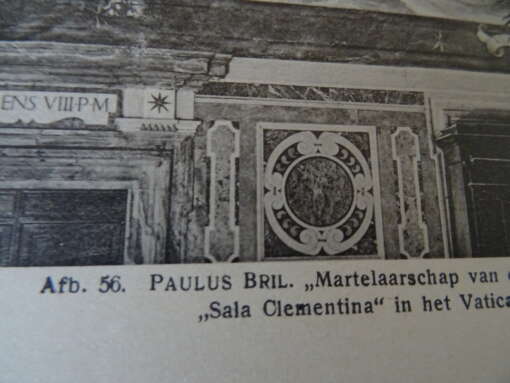 ENS VIII·P·M
Afb. 56. PAULUS BRIL. „Martelaarschap van
„Sala Clementina“ in het Vatica